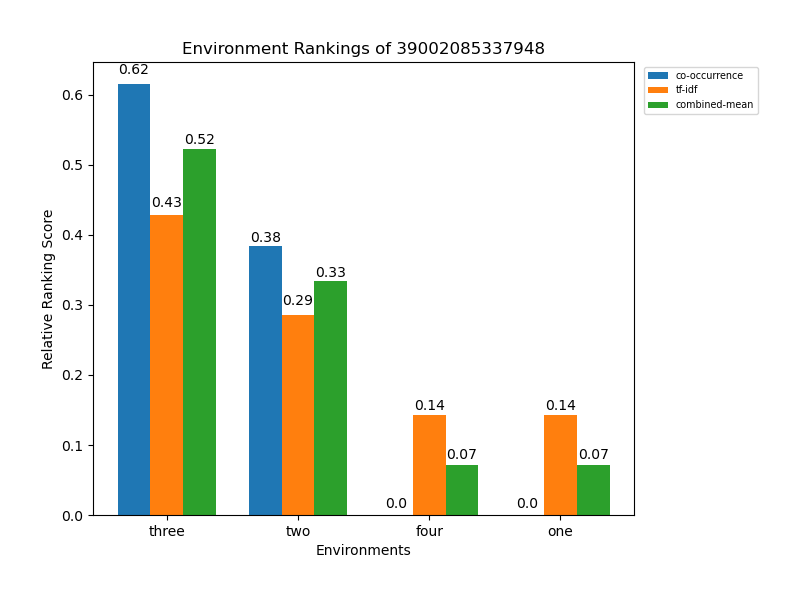 Environment Rankings of 39002085337948
co-occurrence
tf-idf
combined-mean
Relative Ranking Score
0.6
0.5
0.4
0.3
0.2
0.1
0.0
0.62
0.43
0.52
0.38
0.29
0.33
0.0
0.14
0.07
0.0
0.14
0.07
three two four one
Environments